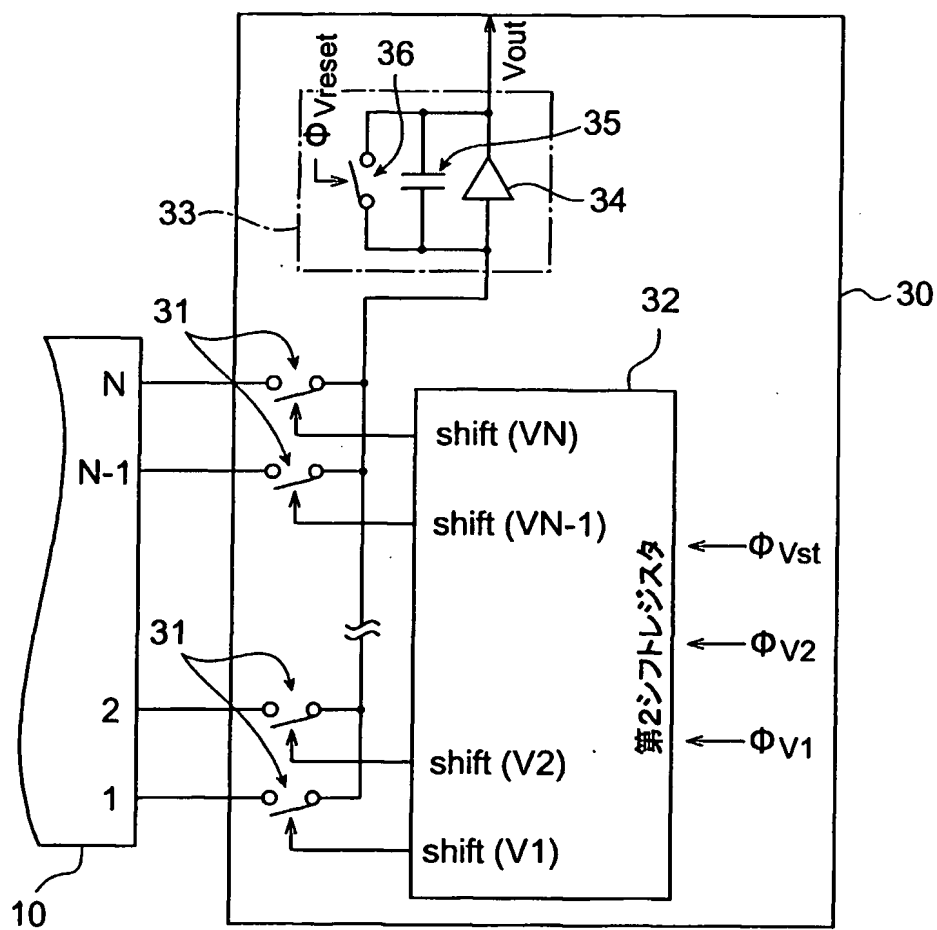 Vout
ΦVreset
36
35
34
33
30
31
32
N
shift (VN)
N-1
shift (VN-1)
第2シフトレジスタ
ΦVst
ΦV2
ΦV1
31
2
shift (V2)
1
shift (V1)
10